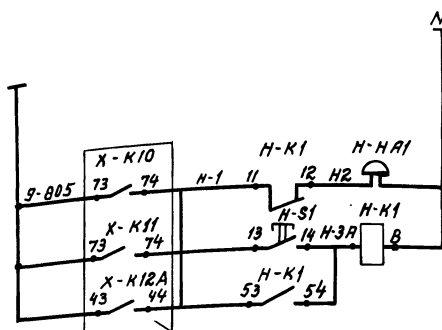 N
X-K10
H-K1
H-HA1
9-805
73
74
H-1
11
12
H2
X-K11
H-S1
H-K1
73
74
13
14
H-3A
B
X-K12A
H-K1
43
44
53
54